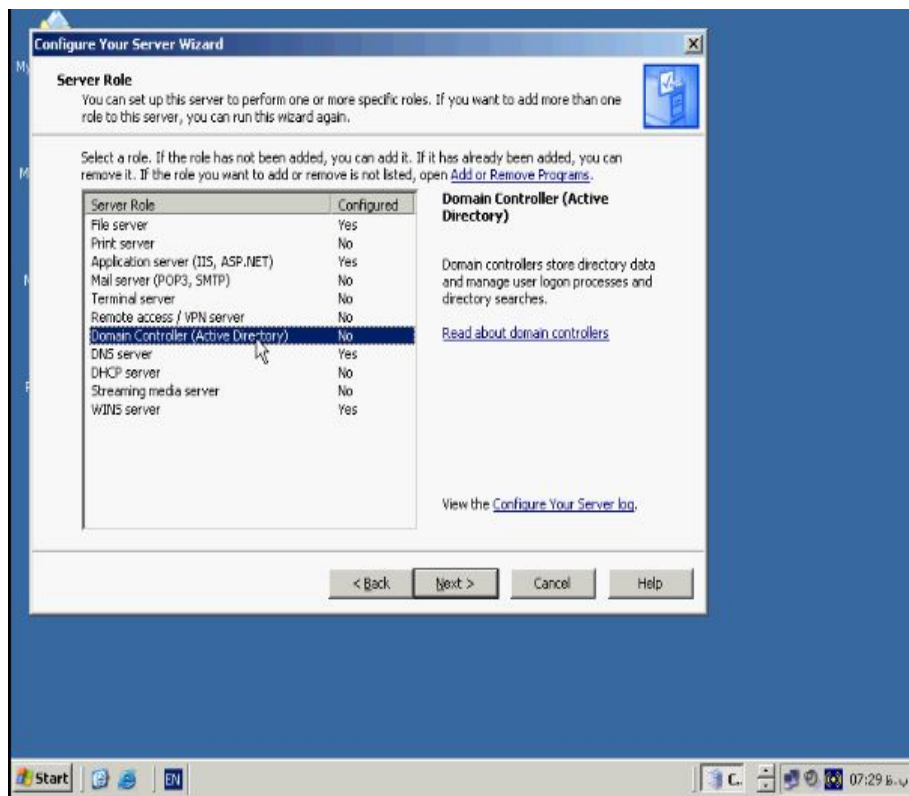 Configure Your Server Wizard
Server Role
You can set up this server to perform one or more specific roles. If you want to add more than one
role to this server, you can run this wizard again.
Select a role. If the role has not been added, you can add it. If it has already been added, you can
remove it. If the role you want to add or remove is not listed, open Add or Remove Programs.
Server Role Configured
File server Yes
Print server No
Application server (IIS, ASP.NET) Yes
Mail server (POP3, SMTP) No
Terminal server No
Remote access / VPN server No
Domain Controller (Active Directory) No
DNS server Yes
DHCP server No
Streaming media server No
WINS server Yes
Domain Controller (Active
Directory)
Domain controllers store directory data
and manage user logon processes and
directory searches.
Read about domain controllers
View the Configure Your Server log.
< Back Next > Cancel Help
Start EN C. 07:29